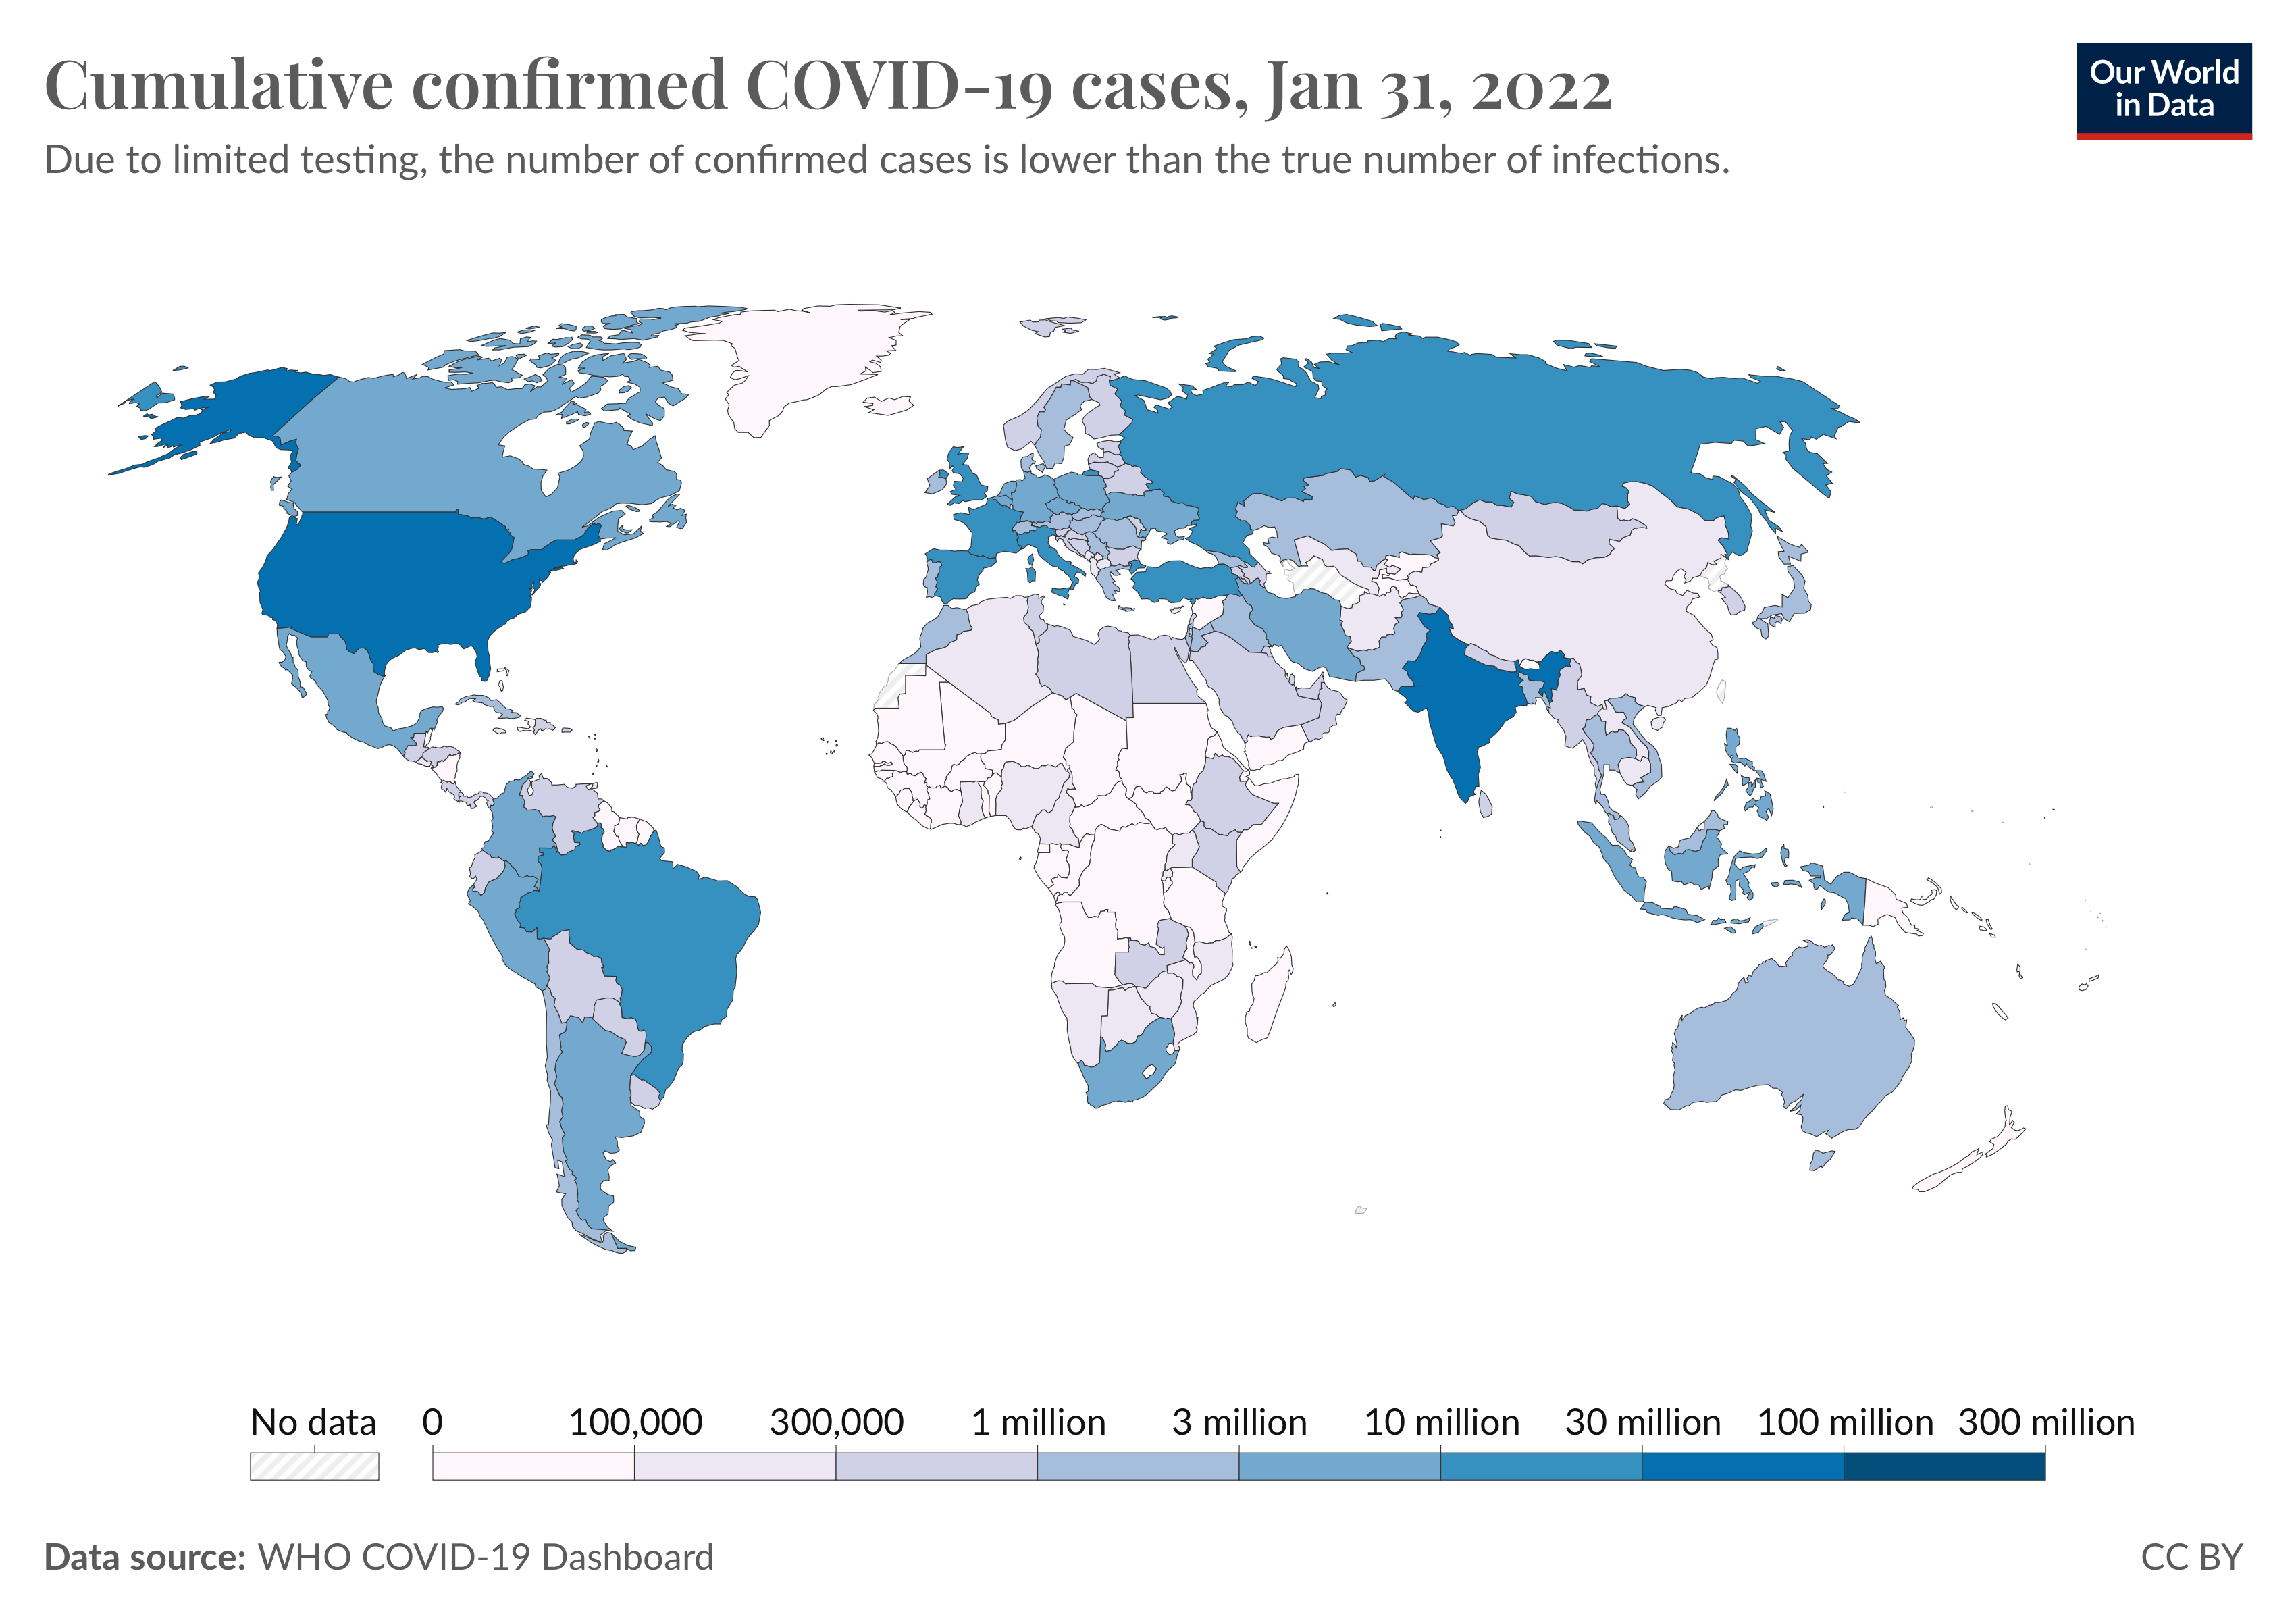 Cumulative confirmed COVID-19 cases, Jan 31, 2022
Our World
in Data
Due to limited testing, the number of confirmed cases is lower than the true number of infections.
No data 0 100,000 300,000 1 million 3 million 10 million 30 million 100 million 300 million
Data source: WHO COVID-19 Dashboard
CC BY